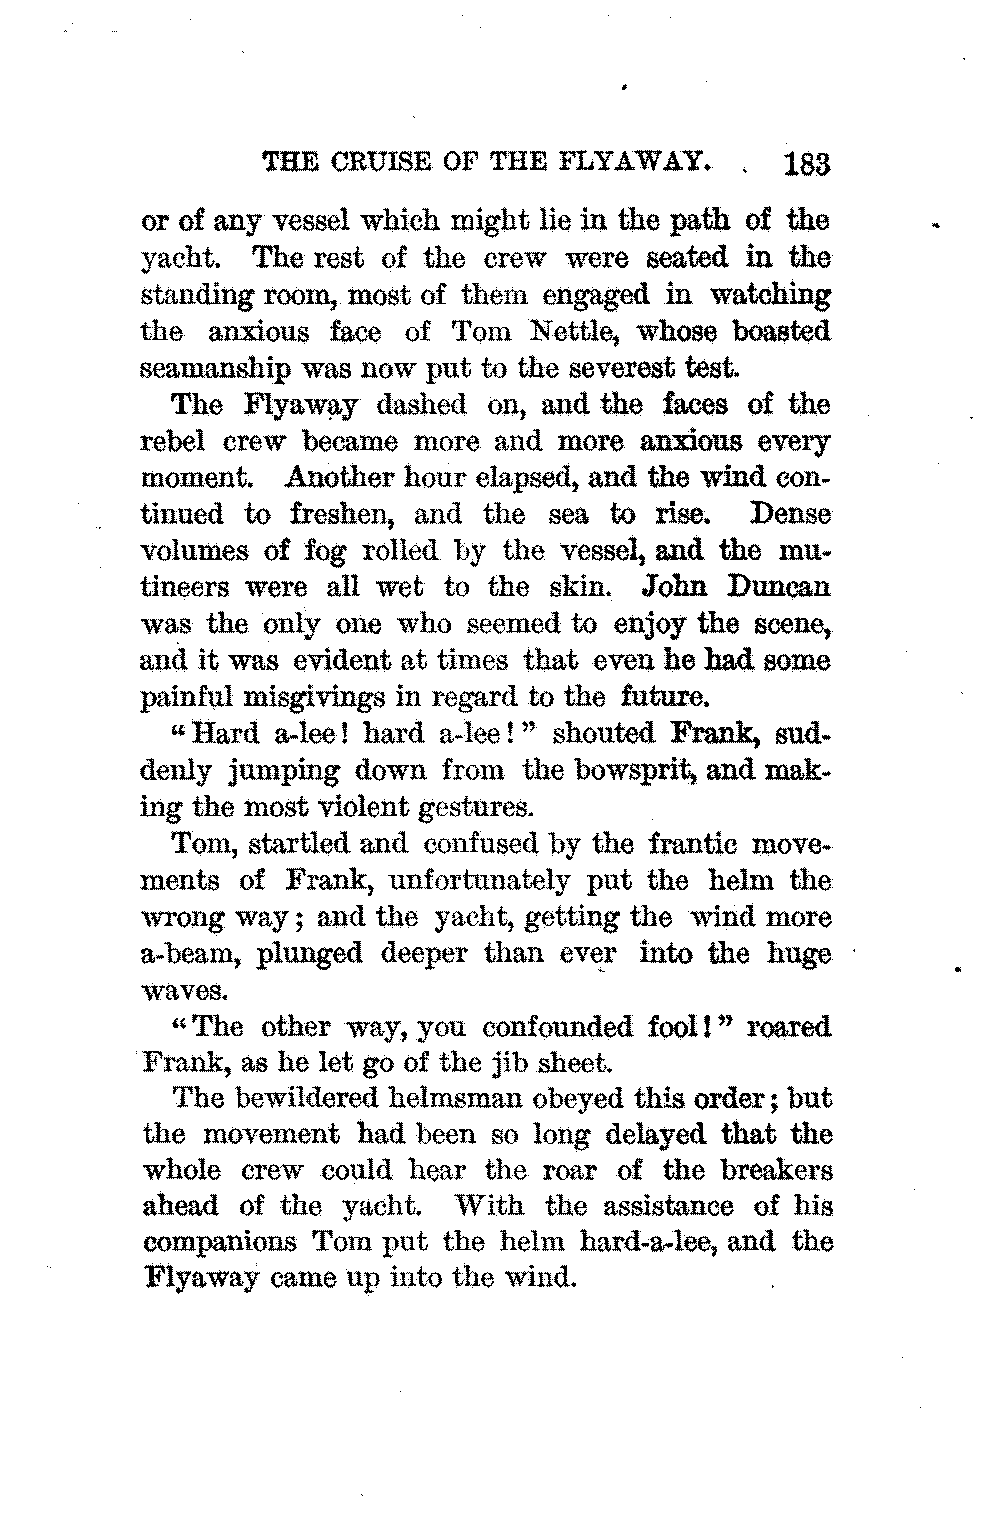 THE CRUISE OF THE FLYAWAY. 183
or of any vessel which might lie in the path of the
yacht. The rest of the crew were seated in the
standing room, most of them engaged in watching
the anxious face of Tom Nettle, whose boasted
seamanship was now put to the severest test.
The Flyaway dashed on, and the faces of the
rebel crew became more and more anxious every
moment. Another hour elapsed, and the wind con-
tinued to freshen, and the sea to rise. Dense
volumes of fog rolled by the vessel, and the mu-
tineers were all wet to the skin. John Duncan
was the only one who seemed to enjoy the scene,
and it was evident at times that even he had some
painful misgivings in regard to the future.
“Hard a-lee! hard a-lee!” shouted Frank, sud-
denly jumping down from the bowsprit, and mak-
ing the most violent gestures.
Tom, startled and confused by the frantic move-
ments of Frank, unfortunately put the helm the
wrong way; and the yacht, getting the wind more
a-beam, plunged deeper than ever into the huge
waves.
“The other way, you confounded fool!” roared
Frank, as he let go of the jib sheet.
The bewildered helmsman obeyed this order; but
the movement had been so long delayed that the
whole crew could hear the roar of the breakers
ahead of the yacht. With the assistance of his
companions Tom put the helm hard-a-lee, and the
Flyaway came up into the wind.